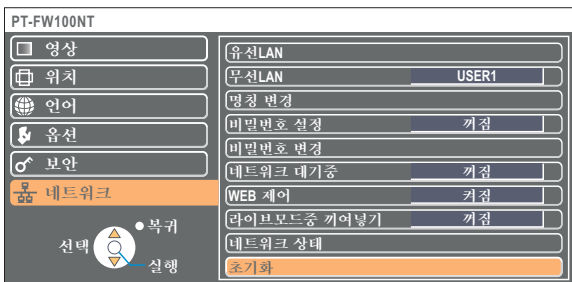 PT-FW100NT
영상
위치
언어
옵션
보안
네트워크
선택
복귀
실행
유선LAN
무선LAN USER1
명칭 변경
비밀번호 설정 꺼짐
비밀번호 변경
네트워크 대기중 꺼짐
WEB 제어 켜짐
라이브모드중 끼여넣기 꺼짐
네트워크 상태
초기화